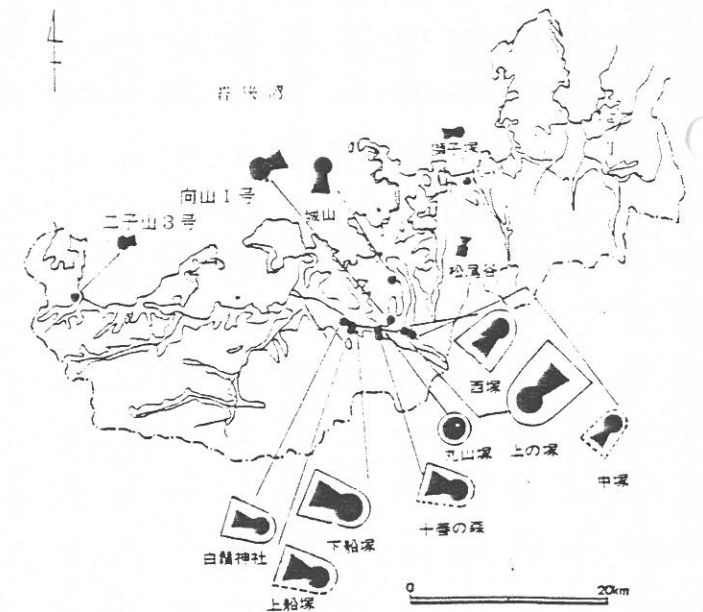 若狭湾
獅子塚
向山1号
城山
二子山3号
松尾谷
西塚
丸山塚
上の塚
中塚
十善の森
下船塚
白鬚神社
上船塚
0 20km